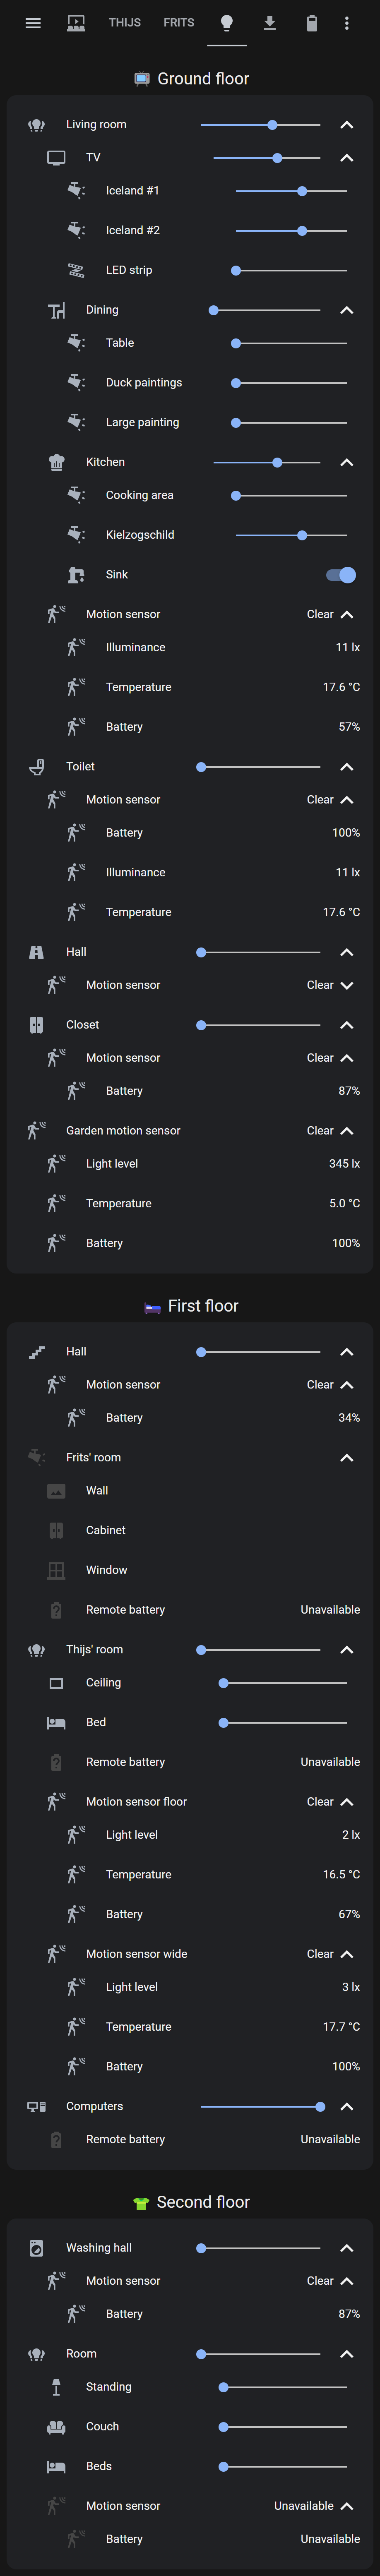 THIJS FRITS
Ground floor
Living room
TV
Iceland #1
Iceland #2
LED strip
Dining
Table
Duck paintings
Large painting
Kitchen
Cooking area
Kielzogschild
Sink
Motion sensor Clear
Illuminance 11 lx
Temperature 17.6 °C
Battery 57%
Toilet
Motion sensor Clear
Battery 100%
Illuminance 11 lx
Temperature 17.6 °C
Hall
Motion sensor Clear
Closet
Motion sensor Clear
Battery 87%
Garden motion sensor Clear
Light level 345 lx
Temperature 5.0 °C
Battery 100%
First floor
Hall
Motion sensor Clear
Battery 34%
Frits' room
Wall
Cabinet
Window
Remote battery Unavailable
Thijs' room
Ceiling
Bed
Remote battery Unavailable
Motion sensor floor Clear
Light level 2 lx
Temperature 16.5 °C
Battery 67%
Motion sensor wide Clear
Light level 3 lx
Temperature 17.7 °C
Battery 100%
Computers
Remote battery Unavailable
Second floor
Washing hall
Motion sensor Clear
Battery 87%
Room
Standing
Couch
Beds
Motion sensor Unavailable
Battery Unavailable